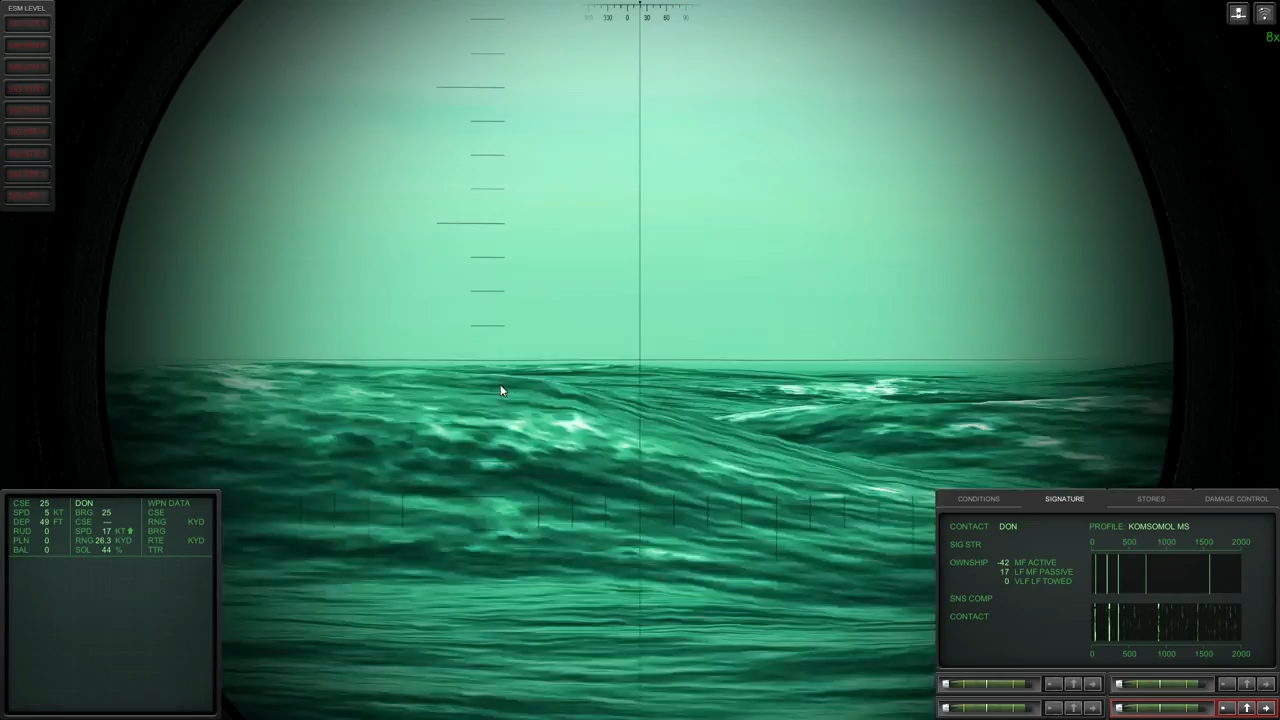 ESM LEVEL
330 0 30 60 90
8x
CSE 25
SPD 5 KT
DEP 49 FT
RUD 0
PLN 0
BAL 0
DON
BRG 25
CSE ---
SPD 17 KT
RNG 26.3 KYD
SOL 44 %
WPN DATA
CSE
RNG KYD
BRG
RTE KYD
TTR
CONDITIONS SIGNATURE STORES DAMAGE CONTROL
CONTACT DON PROFILE: KOMSOMOL MS
SIG STR 0 500 1000 1500 2000
OWNSHIP -42 MF ACTIVE
17 LF MF PASSIVE
0 VLF LF TOWED
SNS COMP
CONTACT
0 500 1000 1500 2000